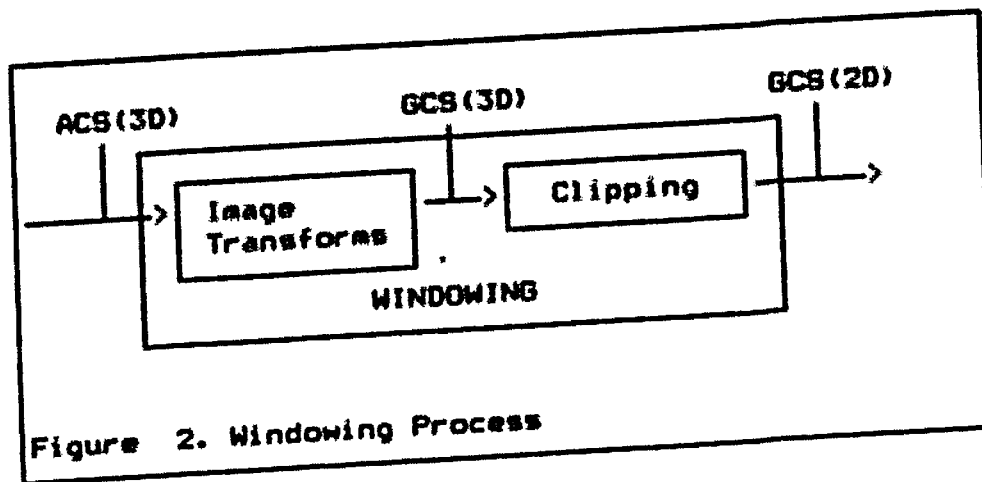 ACS(3D)
GCS(3D)
GCS(2D)
Image
Transforms
Clipping
WINDOWING
Figure 2. Windowing Process